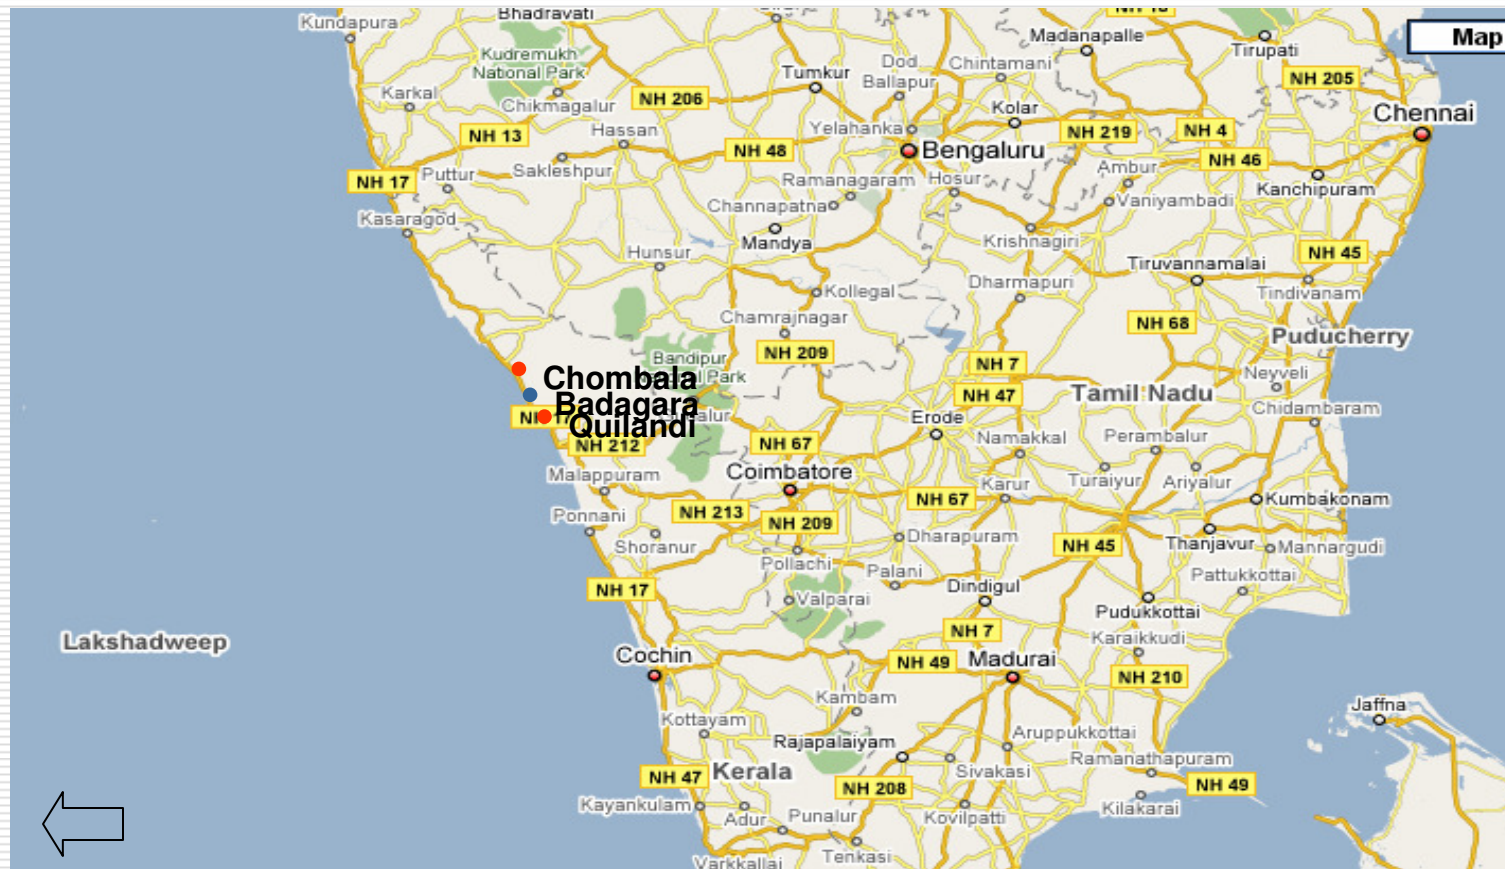 Kundapura
Bhadravati
NH 18
Map
Kudremukh
National Park
Madanapalle
Tirupati
Tumkur
Dod
Ballapur
Chintamani
NH 205
Karkal
Chikmagalur
NH 206
Kolar
Chennai
NH 13
Hassan
Yelahanka
NH 219
NH 4
NH 48
Bengaluru
NH 46
Sakleshpur
Ambur
NH 17
Puttur
Ramanagaram
Hosur
Kanchipuram
Channapatna
Vaniyambadi
Kasaragod
Mandya
Krishnagiri
Hunsur
NH 45
Tiruvannamalai
Dharmapuri
Kollegal
Tindivanam
Chamrajnagar
NH 68
Puducherry
NH 209
Bandipur
National Park
NH 7
Neyveli
Chombala
NH 47
Tamil Nadu
Badagara
Chidambaram
NH 17
Quilandi
Erode
NH 212
NH 67
Namakkal
Perambalur
Malappuram
Coimbatore
Karur
Turaiyur
Ariyalur
NH 67
Kumbakonam
NH 213
Ponnani
NH 209
Dharapuram
Shoranur
NH 45
Thanjavur
Mannargudi
Pollachi
Palani
Pattukkottai
NH 17
Dindigul
Valparai
Pudukkottai
NH 7
Lakshadweep
Karaikkudi
Cochin
NH 49
Madurai
NH 210
Kambam
Jaffna
Kottayam
Aruppukkottai
Rajapalaiyam
Ramanathapuram
Kerala
Sivakasi
NH 47
NH 208
NH 49
Kayankulam
Adur
Punalur
Kovilpatti
Kilakarai
Tenkasi
Varkkallai